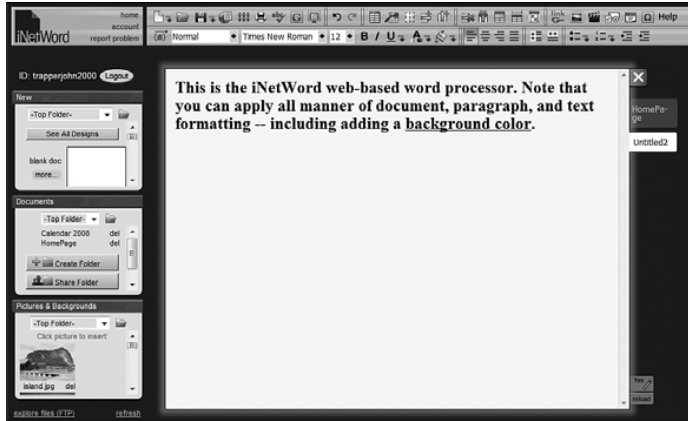 home
account
report problem
iNetWord
link
Help
Normal
Times New Roman
12
B I U
ID: trapperjohn2000
Logout
New
-Top Folder-
See All Designs
blank doc
more...
Documents
-Top Folder-
Calendar 2008 del
HomePage del
Create Folder
Share Folder
Pictures & Backgrounds
-Top Folder-
Click picture to insert:
island.jpg del
explore files (FTP) refresh
This is the iNetWord web-based word processor. Note that
you can apply all manner of document, paragraph, and text
formatting -- including adding a background color.
HomePa-
ge
Untitled2
Yes
reload